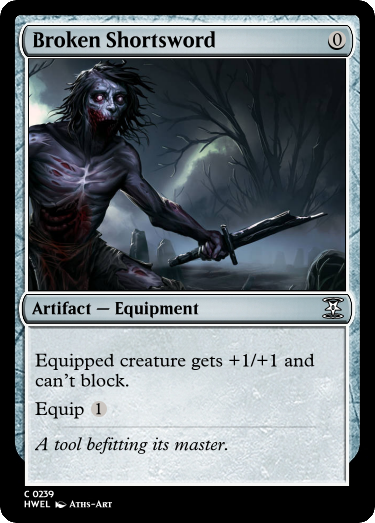 Broken Shortsword 0
Artifact — Equipment
Equipped creature gets +1/+1 and
can't block.
Equip 1
A tool befitting its master.
C 0239
HWEL Aths-Art